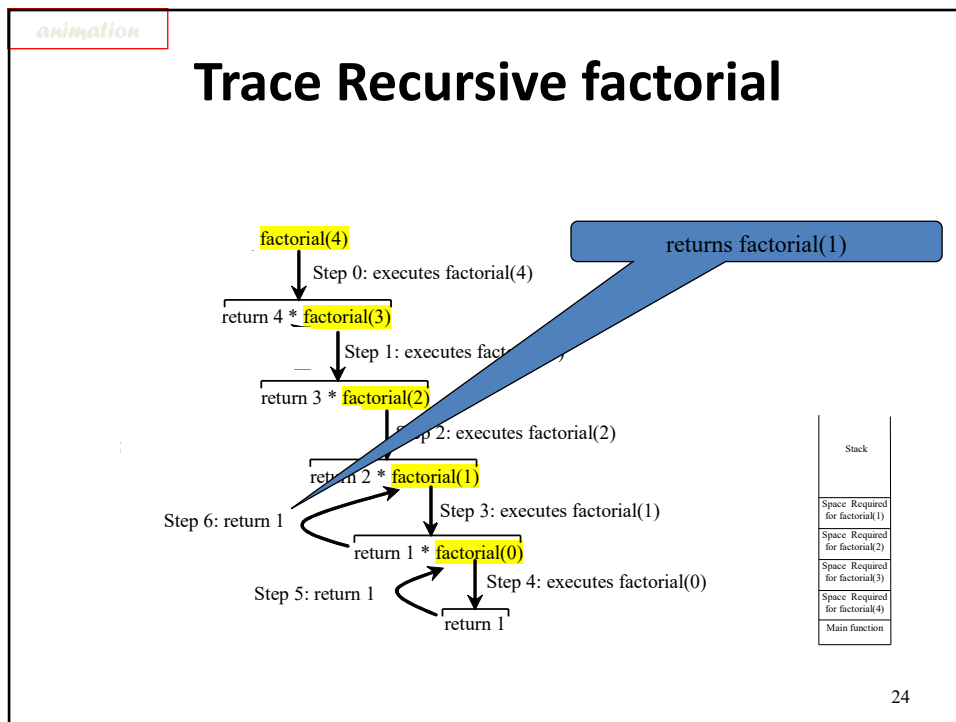 animation
Trace Recursive factorial
factorial(4)
returns factorial(1)
Step 0: executes factorial(4)
return 4 * factorial(3)
Step 1: executes
return 3 * factorial(2)
2: executes factorial(2)
return 2 * factorial(1)
Step 3: executes factorial(1)
Step 6: return 1
return 1 * factorial(0)
Step 4: executes factorial(0)
Step 5: return 1
return 1
Stack
Space Required
for factorial(1)
Space Required
for factorial(2)
Space Required
for factorial(3)
Space Required
for factorial(4)
Main function
24